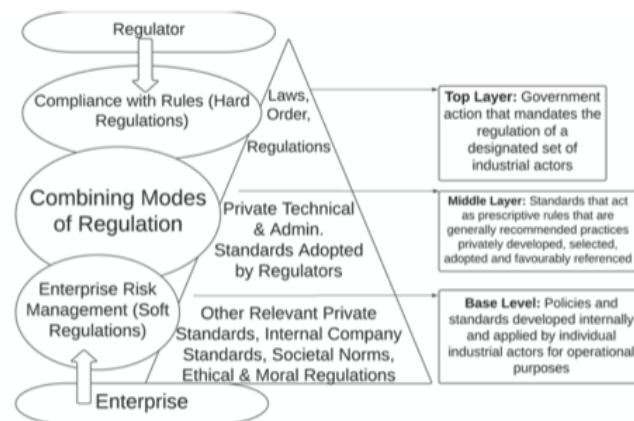 Regulator
Compliance with Rules (Hard
Regulations)
Combining Modes
of Regulation
Enterprise Risk
Management (Soft
Regulations)
Enterprise
Laws,
Order,
Regulations
Private Technical
& Admin.
Standards Adopted
by Regulators
Other Relevant Private
Standards, Internal Company
Standards, Societal Norms,
Ethical & Moral Regulations
Top Layer: Government
action that mandates the
regulation of a
designated set of
industrial actors
Middle Layer: Standards that act
as prescriptive rules that are
generally recommended practices
privately developed, selected,
adopted and favourably referenced
Base Level: Policies and
standards developed internally
and applied by individual
industrial actors for operational
purposes